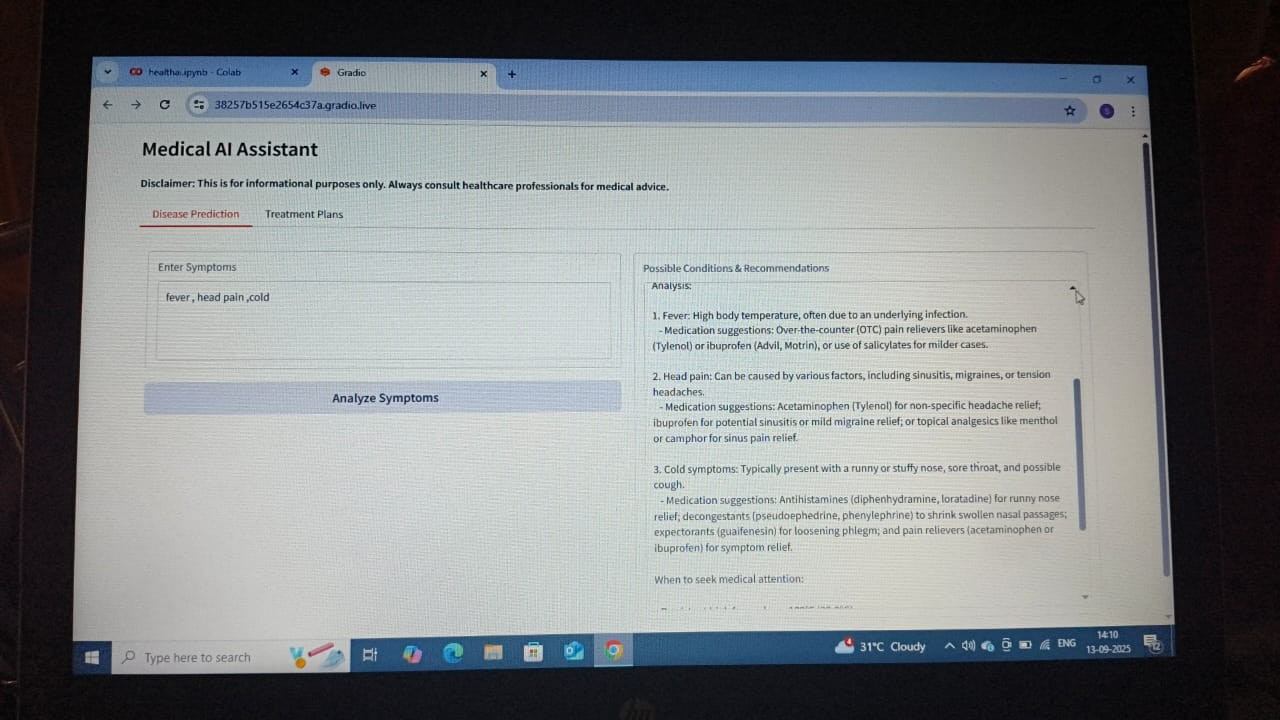 healthai.ipynb - Colab
Gradio
38257b515e2654c37a.gradio.live
Medical AI Assistant
Disclaimer: This is for informational purposes only. Always consult healthcare professionals for medical advice.
Disease Prediction
Treatment Plans
Enter Symptoms
fever , head pain ,cold
Analyze Symptoms
Possible Conditions & Recommendations
Analysis:
1. Fever: High body temperature, often due to an underlying infection.
- Medication suggestions: Over-the-counter (OTC) pain relievers like acetaminophen
(Tylenol) or ibuprofen (Advil, Motrin), or use of salicylates for milder cases.
2. Head pain: Can be caused by various factors, including sinusitis, migraines, or tension
headaches.
- Medication suggestions: Acetaminophen (Tylenol) for non-specific headache relief;
ibuprofen for potential sinusitis or mild migraine relief; or topical analgesics like menthol
or camphor for sinus pain relief.
3. Cold symptoms: Typically present with a runny or stuffy nose, sore throat, and possible
cough.
- Medication suggestions: Antihistamines (diphenhydramine, loratadine) for runny nose
relief; decongestants (pseudoephedrine, phenylephrine) to shrink swollen nasal passages;
expectorants (guaifenesin) for loosening phlegm; and pain relievers (acetaminophen or
ibuprofen) for symptom relief.
When to seek medical attention:
Type here to search
31°C Cloudy
ENG
14:10
13-09-2025
hp